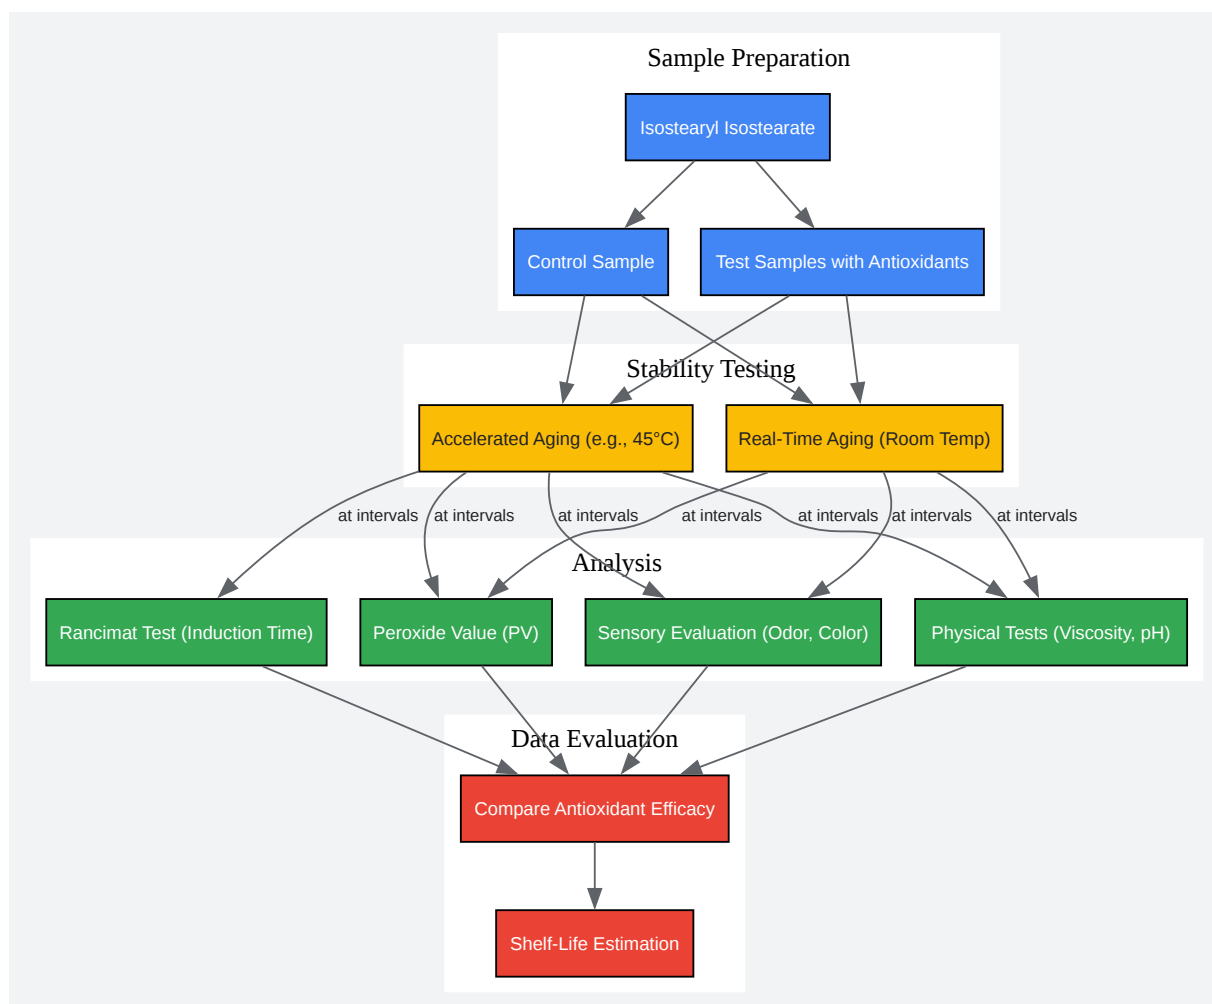 Sample Preparation
Isostearyl Isostearate
Control Sample
Test Samples with Antioxidants
Stability Testing
Accelerated Aging (e.g., 45°C)
Real-Time Aging (Room Temp)
at intervals
at intervals
at intervals
at intervals
at intervals
at intervals
at intervals
Analysis
Rancimat Test (Induction Time)
Peroxide Value (PV)
Sensory Evaluation (Odor, Color)
Physical Tests (Viscosity, pH)
Data Evaluation
Compare Antioxidant Efficacy
Shelf-Life Estimation